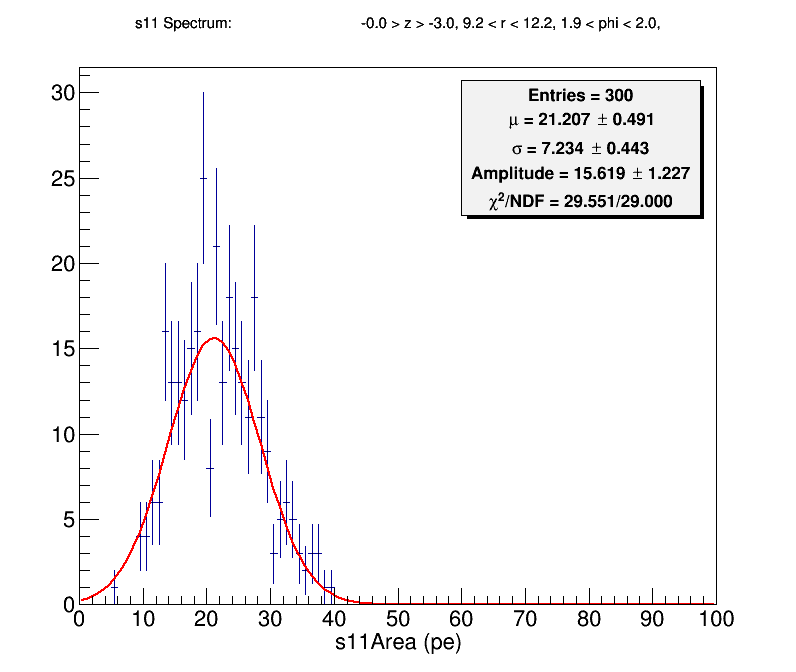 s11 Spectrum: -0.0 > z > -3.0, 9.2 < r < 12.2, 1.9 < phi < 2.0,
Entries = 300
μ = 21.207 ± 0.491
σ = 7.234 ± 0.443
Amplitude = 15.619 ± 1.227
χ²/NDF = 29.551/29.000
30
25
20
15
10
5
0
0 10 20 30 40 50 60 70 80 90 100
s11Area (pe)